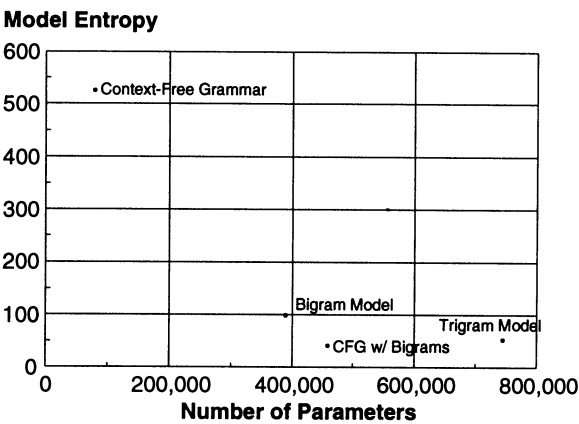 Model Entropy
600
Context-Free Grammar
500
400
300
200
Bigram Model
100
Trigram Model
CFG w/ Bigrams
0
0 200,000 400,000 600,000 800,000
Number of Parameters